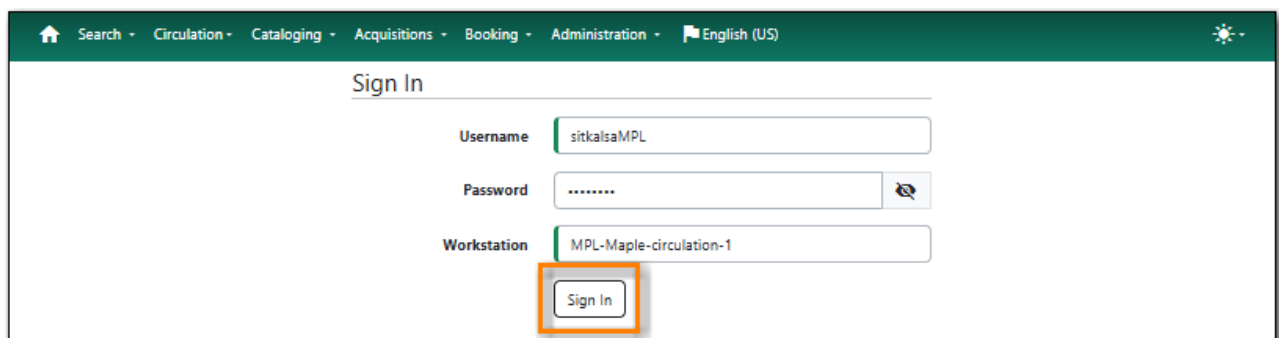 Search Circulation Cataloging Acquisitions Booking Administration English (US)
Sign In
Username sitkalsaMPL
Password ........
Workstation MPL-Maple-circulation-1
Sign In